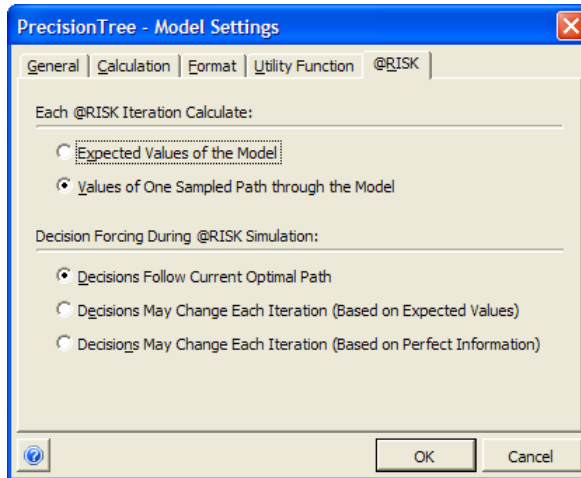 PrecisionTree - Model Settings
General Calculation Format Utility Function @RISK
Each @RISK Iteration Calculate:
Expected Values of the Model
Values of One Sampled Path through the Model
Decision Forcing During @RISK Simulation:
Decisions Follow Current Optimal Path
Decisions May Change Each Iteration (Based on Expected Values)
Decisions May Change Each Iteration (Based on Perfect Information)
OK Cancel